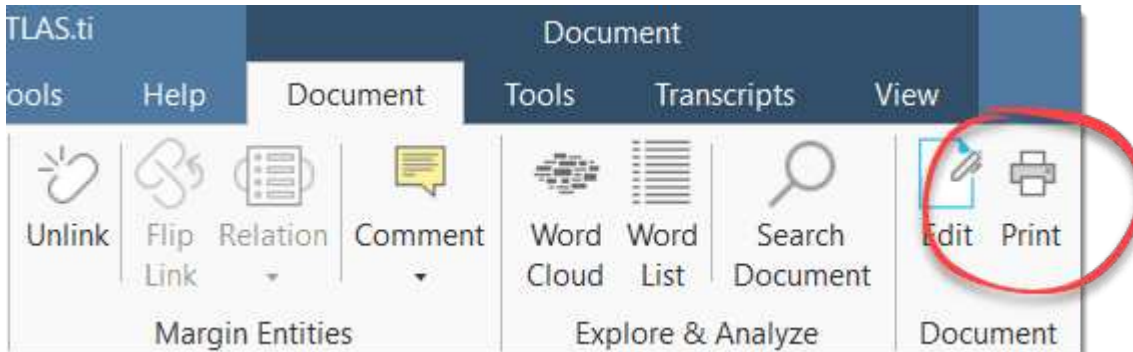 TLAS.ti Document
ools Help Document Tools Transcripts View
Unlink Flip Link Relation Comment Word Cloud Word List Search Document Edit Print
Margin Entities Explore & Analyze Document